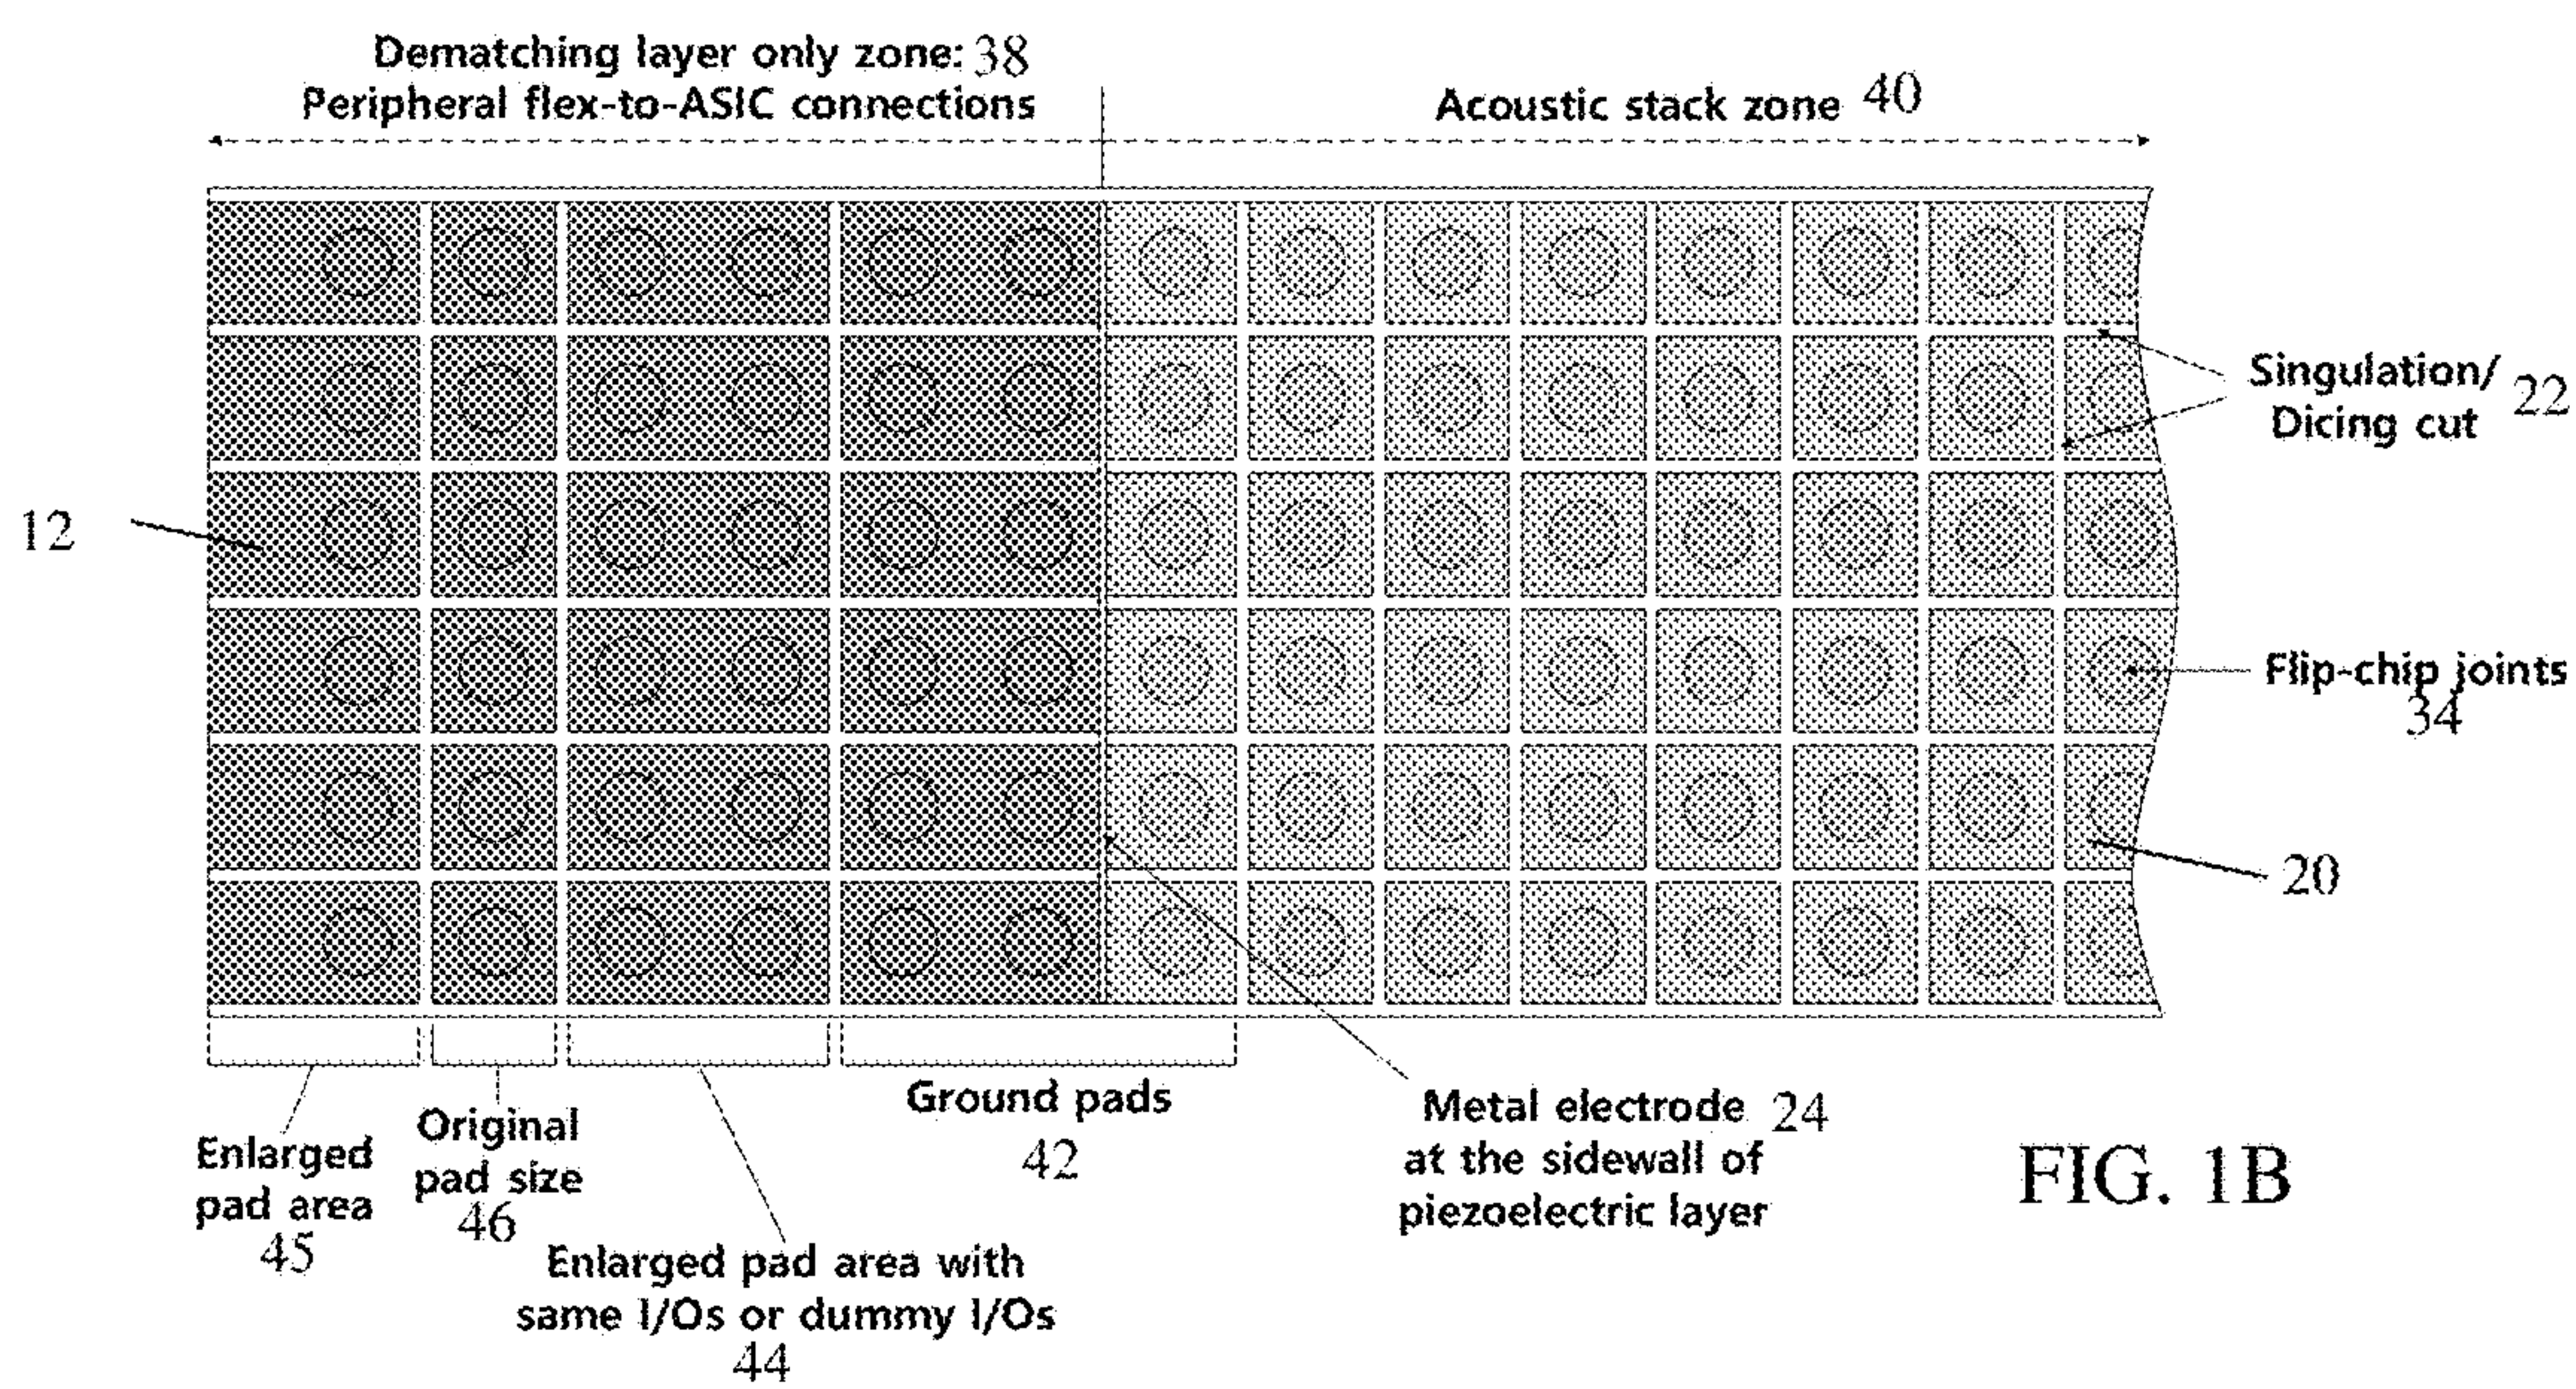 Dematching layer only zone: 38
Peripheral flex-to-ASIC connections
Acoustic stack zone 40
Singulation/
Dicing cut 22
12
Flip-chip joints
34
20
Ground pads
42
Original
pad size
46
Enlarged
pad area
45
Metal electrode 24
at the sidewall of
piezoelectric layer
Enlarged pad area with
same I/Os or dummy I/Os
44
FIG. 1B